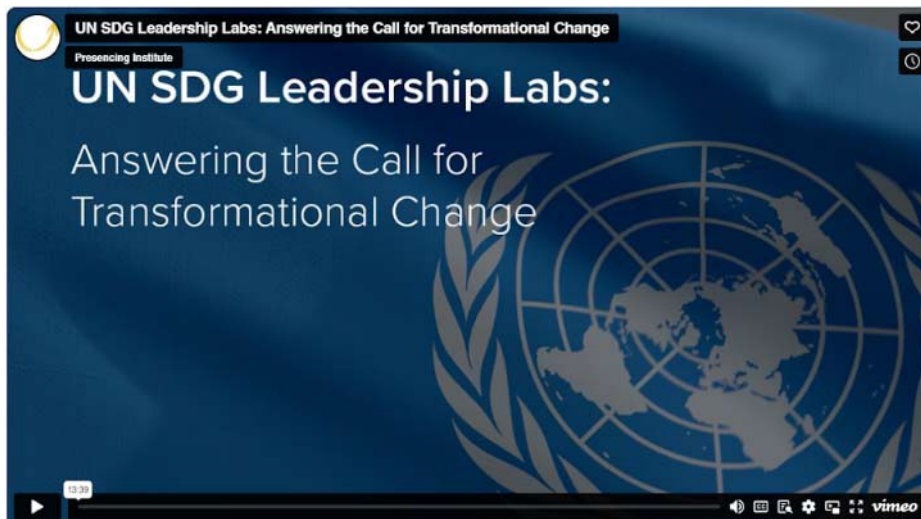 UN SDG Leadership Labs: Answering the Call for Transformational Change
Presencing Institute
UN SDG Leadership Labs:
Answering the Call for
Transformational Change
13:39
vimeo